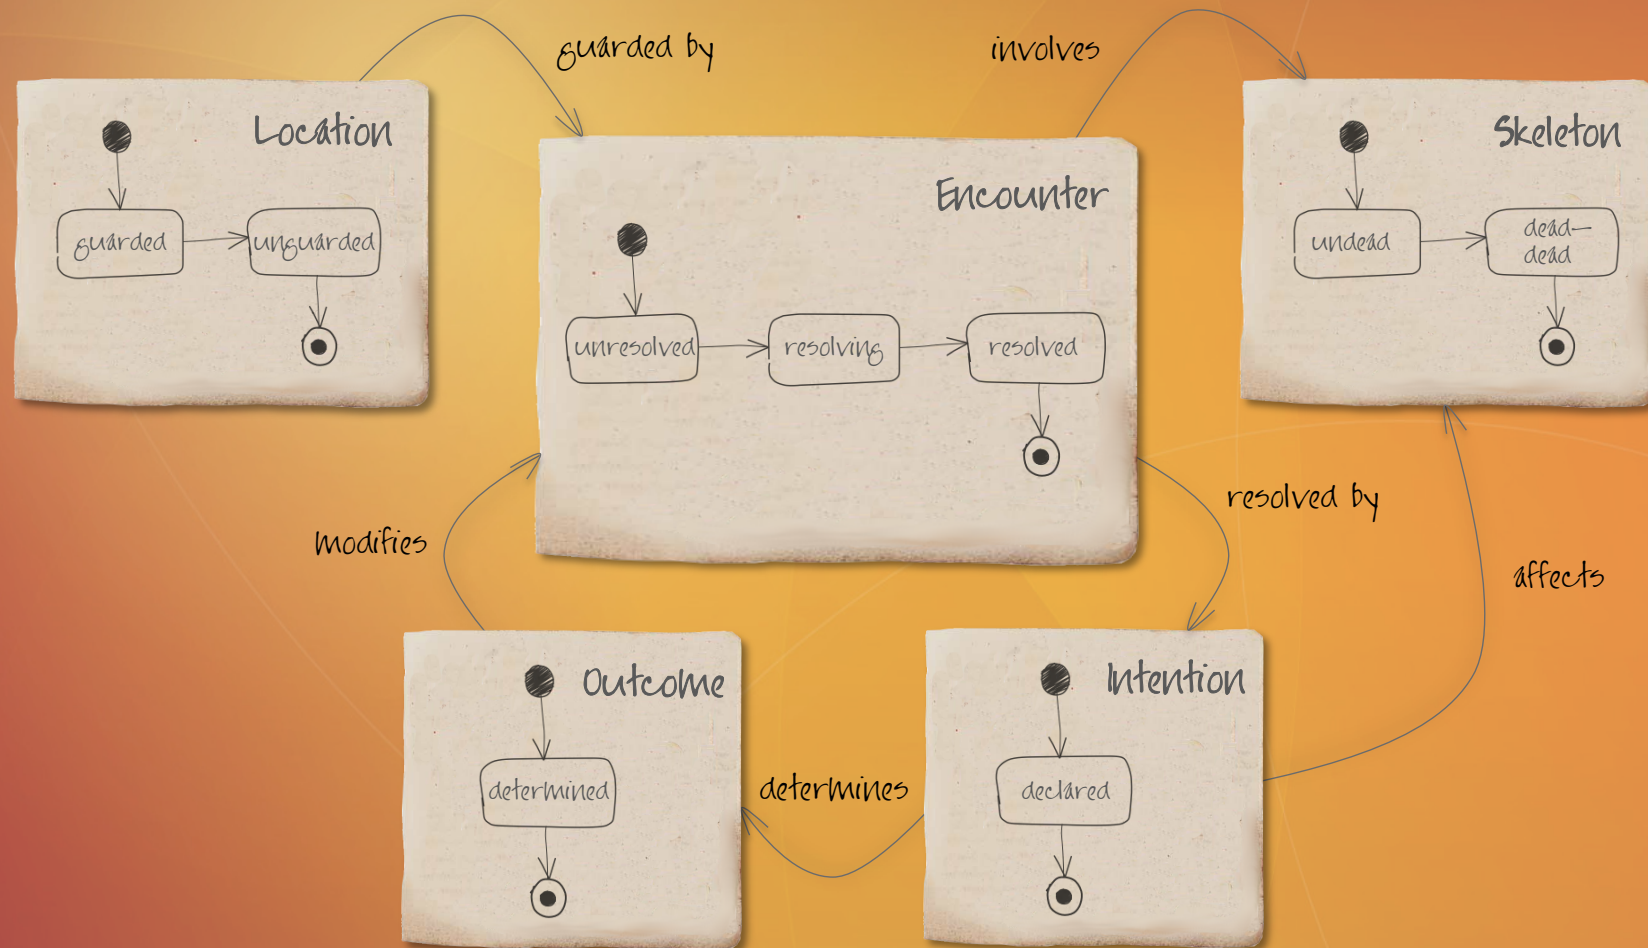 guarded by
involves
Location
guarded
unguarded
Encounter
unresolved
resolving
resolved
Skeleton
undead
dead-
dead
modifies
resolved by
affects
Outcome
determined
determines
Intention
declared